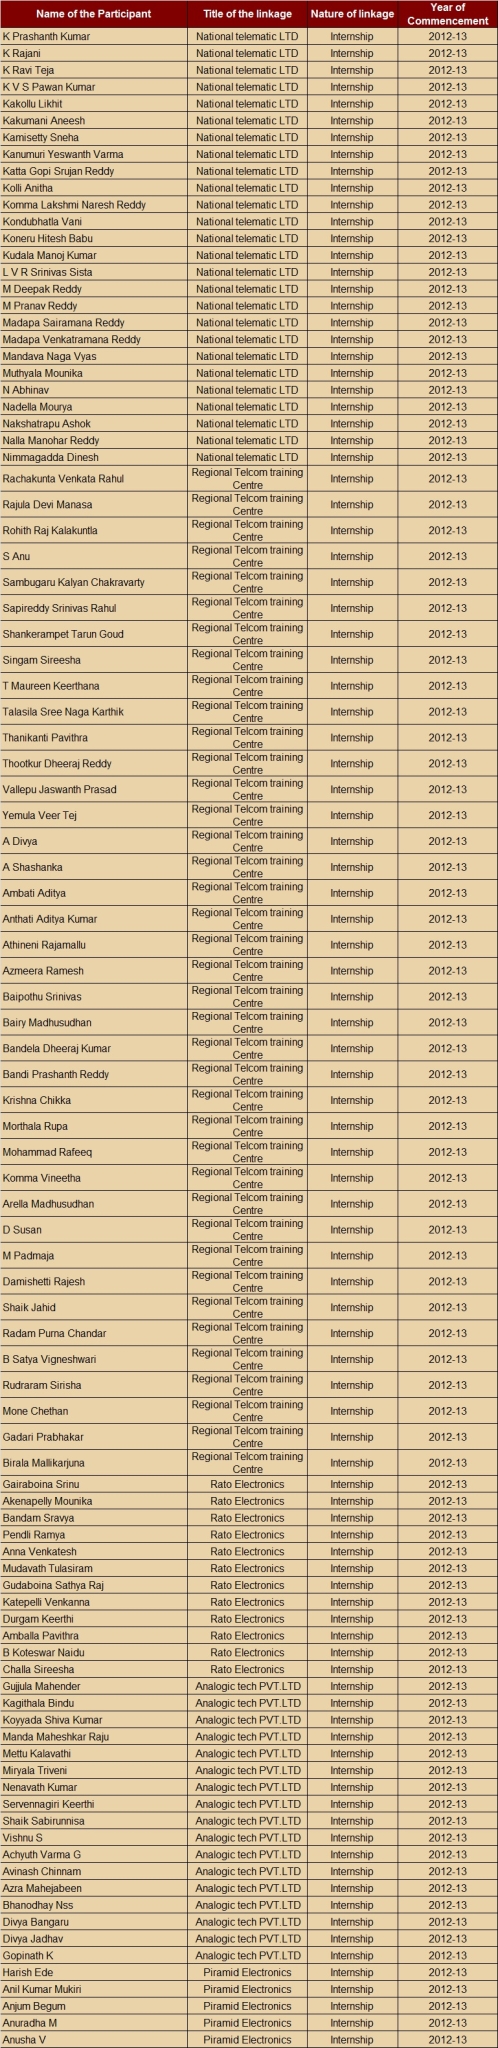 Name of the Participant Title of the linkage Nature of linkage Year of Commencement
K Prashanth Kumar National telematic LTD Internship 2012-13
K Rajani National telematic LTD Internship 2012-13
K Ravi Teja National telematic LTD Internship 2012-13
K V S Pawan Kumar National telematic LTD Internship 2012-13
Kakollu Likhit National telematic LTD Internship 2012-13
Kakumani Aneesh National telematic LTD Internship 2012-13
Kamisetty Sneha National telematic LTD Internship 2012-13
Kanumuri Yeswanth Varma National telematic LTD Internship 2012-13
Katta Gopi Srujan Reddy National telematic LTD Internship 2012-13
Kolli Anitha National telematic LTD Internship 2012-13
Komma Lakshmi Naresh Reddy National telematic LTD Internship 2012-13
Kondubhatla Vani National telematic LTD Internship 2012-13
Koneru Hitesh Babu National telematic LTD Internship 2012-13
Kudala Manoj Kumar National telematic LTD Internship 2012-13
L V R Srinivas Sista National telematic LTD Internship 2012-13
M Deepak Reddy National telematic LTD Internship 2012-13
M Pranav Reddy National telematic LTD Internship 2012-13
Madapa Sairamana Reddy National telematic LTD Internship 2012-13
Madapa Venkatramana Reddy National telematic LTD Internship 2012-13
Mandava Naga Vyas National telematic LTD Internship 2012-13
Muthyala Mounika National telematic LTD Internship 2012-13
N Abhinav National telematic LTD Internship 2012-13
Nadella Mourya National telematic LTD Internship 2012-13
Nakshatrapu Ashok National telematic LTD Internship 2012-13
Nalla Manohar Reddy National telematic LTD Internship 2012-13
Nimmagadda Dinesh National telematic LTD Internship 2012-13
Rachakunta Venkata Rahul Regional Telcom training Centre Internship 2012-13
Rajula Devi Manasa Regional Telcom training Centre Internship 2012-13
Rohith Raj Kalakuntla Regional Telcom training Centre Internship 2012-13
S Anu Regional Telcom training Centre Internship 2012-13
Sambugaru Kalyan Chakravarty Regional Telcom training Centre Internship 2012-13
Sapireddy Srinivas Rahul Regional Telcom training Centre Internship 2012-13
Shankerampet Tarun Goud Regional Telcom training Centre Internship 2012-13
Singam Sireesha Regional Telcom training Centre Internship 2012-13
T Maureen Keerthana Regional Telcom training Centre Internship 2012-13
Talasila Sree Naga Karthik Regional Telcom training Centre Internship 2012-13
Thanikanti Pavithra Regional Telcom training Centre Internship 2012-13
Thootkur Dheeraj Reddy Regional Telcom training Centre Internship 2012-13
Vallepu Jaswanth Prasad Regional Telcom training Centre Internship 2012-13
Yemula Veer Tej Regional Telcom training Centre Internship 2012-13
A Divya Regional Telcom training Centre Internship 2012-13
A Shashanka Regional Telcom training Centre Internship 2012-13
Ambati Aditya Regional Telcom training Centre Internship 2012-13
Anthati Aditya Kumar Regional Telcom training Centre Internship 2012-13
Athineni Rajamallu Regional Telcom training Centre Internship 2012-13
Azmeera Ramesh Regional Telcom training Centre Internship 2012-13
Baipothu Srinivas Regional Telcom training Centre Internship 2012-13
Bairy Madhusudhan Regional Telcom training Centre Internship 2012-13
Bandela Dheeraj Kumar Regional Telcom training Centre Internship 2012-13
Bandi Prashanth Reddy Regional Telcom training Centre Internship 2012-13
Krishna Chikka Regional Telcom training Centre Internship 2012-13
Morthala Rupa Regional Telcom training Centre Internship 2012-13
Mohammad Rafeeq Regional Telcom training Centre Internship 2012-13
Komma Vineetha Regional Telcom training Centre Internship 2012-13
Arella Madhusudhan Regional Telcom training Centre Internship 2012-13
D Susan Regional Telcom training Centre Internship 2012-13
M Padmaja Regional Telcom training Centre Internship 2012-13
Damishetti Rajesh Regional Telcom training Centre Internship 2012-13
Shaik Jahid Regional Telcom training Centre Internship 2012-13
Radam Purna Chandar Regional Telcom training Centre Internship 2012-13
B Satya Vigneshwari Regional Telcom training Centre Internship 2012-13
Rudraram Sirisha Regional Telcom training Centre Internship 2012-13
Mone Chethan Regional Telcom training Centre Internship 2012-13
Gadari Prabhakar Regional Telcom training Centre Internship 2012-13
Birala Mallikarjuna Regional Telcom training Centre Internship 2012-13
Gairaboina Srinu Rato Electronics Internship 2012-13
Akenapelly Mounika Rato Electronics Internship 2012-13
Bandam Sravya Rato Electronics Internship 2012-13
Pendli Ramya Rato Electronics Internship 2012-13
Anna Venkatesh Rato Electronics Internship 2012-13
Mudavath Tulasiram Rato Electronics Internship 2012-13
Gudaboina Sathya Raj Rato Electronics Internship 2012-13
Katepelli Venkanna Rato Electronics Internship 2012-13
Durgam Keerthi Rato Electronics Internship 2012-13
Amballa Pavithra Rato Electronics Internship 2012-13
B Koteswar Naidu Rato Electronics Internship 2012-13
Challa Sireesha Rato Electronics Internship 2012-13
Gujjula Mahender Analogic tech PVT.LTD Internship 2012-13
Kagithala Bindu Analogic tech PVT.LTD Internship 2012-13
Koyyada Shiva Kumar Analogic tech PVT.LTD Internship 2012-13
Manda Maheshkar Raju Analogic tech PVT.LTD Internship 2012-13
Mettu Kalavathi Analogic tech PVT.LTD Internship 2012-13
Miryala Triveni Analogic tech PVT.LTD Internship 2012-13
Nenavath Kumar Analogic tech PVT.LTD Internship 2012-13
Servennagiri Keerthi Analogic tech PVT.LTD Internship 2012-13
Shaik Sabirunnisa Analogic tech PVT.LTD Internship 2012-13
Vishnu S Analogic tech PVT.LTD Internship 2012-13
Achyuth Varma G Analogic tech PVT.LTD Internship 2012-13
Avinash Chinnam Analogic tech PVT.LTD Internship 2012-13
Azra Mahejabeen Analogic tech PVT.LTD Internship 2012-13
Bhanodhay Nss Analogic tech PVT.LTD Internship 2012-13
Divya Bangaru Analogic tech PVT.LTD Internship 2012-13
Divya Jadhav Analogic tech PVT.LTD Internship 2012-13
Gopinath K Analogic tech PVT.LTD Internship 2012-13
Harish Ede Piramid Electronics Internship 2012-13
Anil Kumar Mukiri Piramid Electronics Internship 2012-13
Anjum Begum Piramid Electronics Internship 2012-13
Anuradha M Piramid Electronics Internship 2012-13
Anusha V Piramid Electronics Internship 2012-13